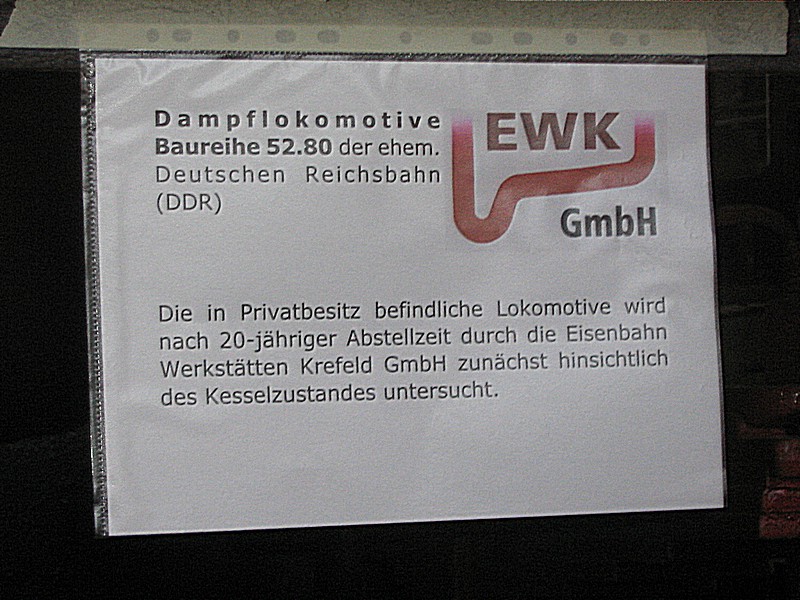 Dampflokomotive
Baureihe 52.80 der ehem.
Deutschen Reichsbahn
(DDR)
EWK
GmbH
Die in Privatbesitz befindliche Lokomotive wird
nach 20-jähriger Abstellzeit durch die Eisenbahn
Werkstätten Krefeld GmbH zunächst hinsichtlich
des Kesselzustandes untersucht.